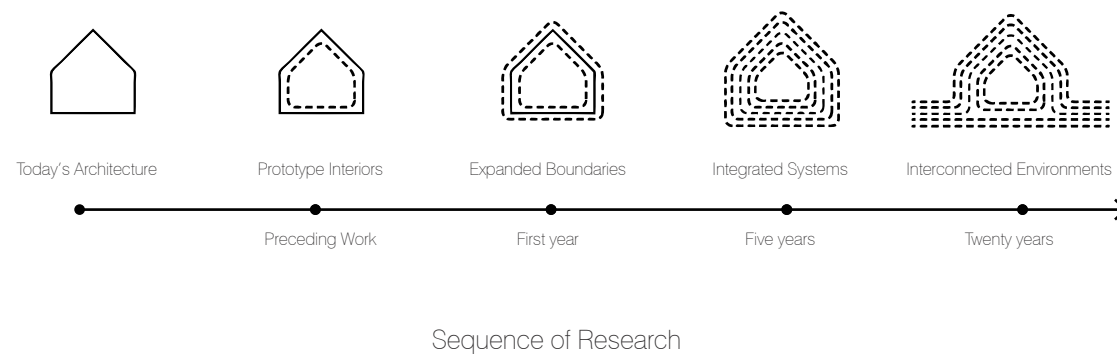 Today's Architecture
Prototype Interiors
Expanded Boundaries
Integrated Systems
Interconnected Environments
Preceding Work
First year
Five years
Twenty years
Sequence of Research